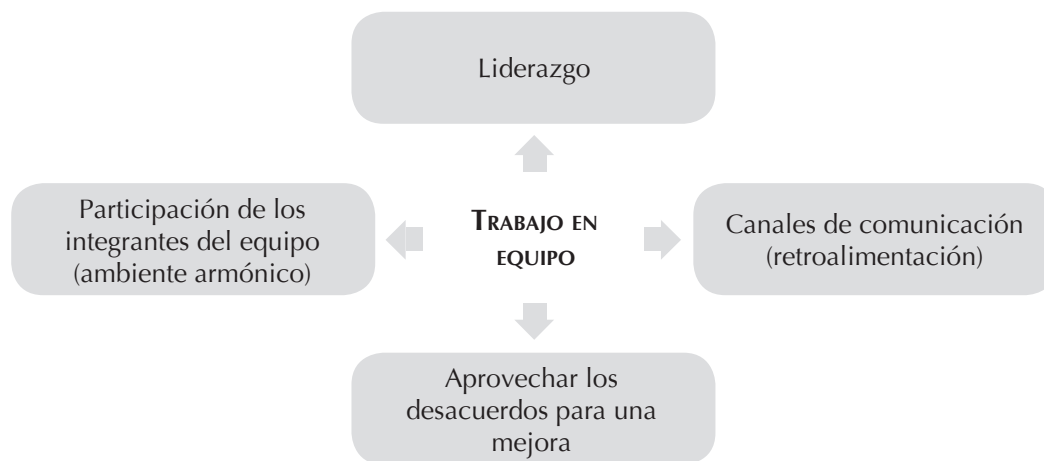 Liderazgo
Participación de los
integrantes del equipo
(ambiente armónico)
TRABAJO EN
EQUIPO
Canales de comunicación
(retroalimentación)
Aprovechar los
desacuerdos para una
mejora